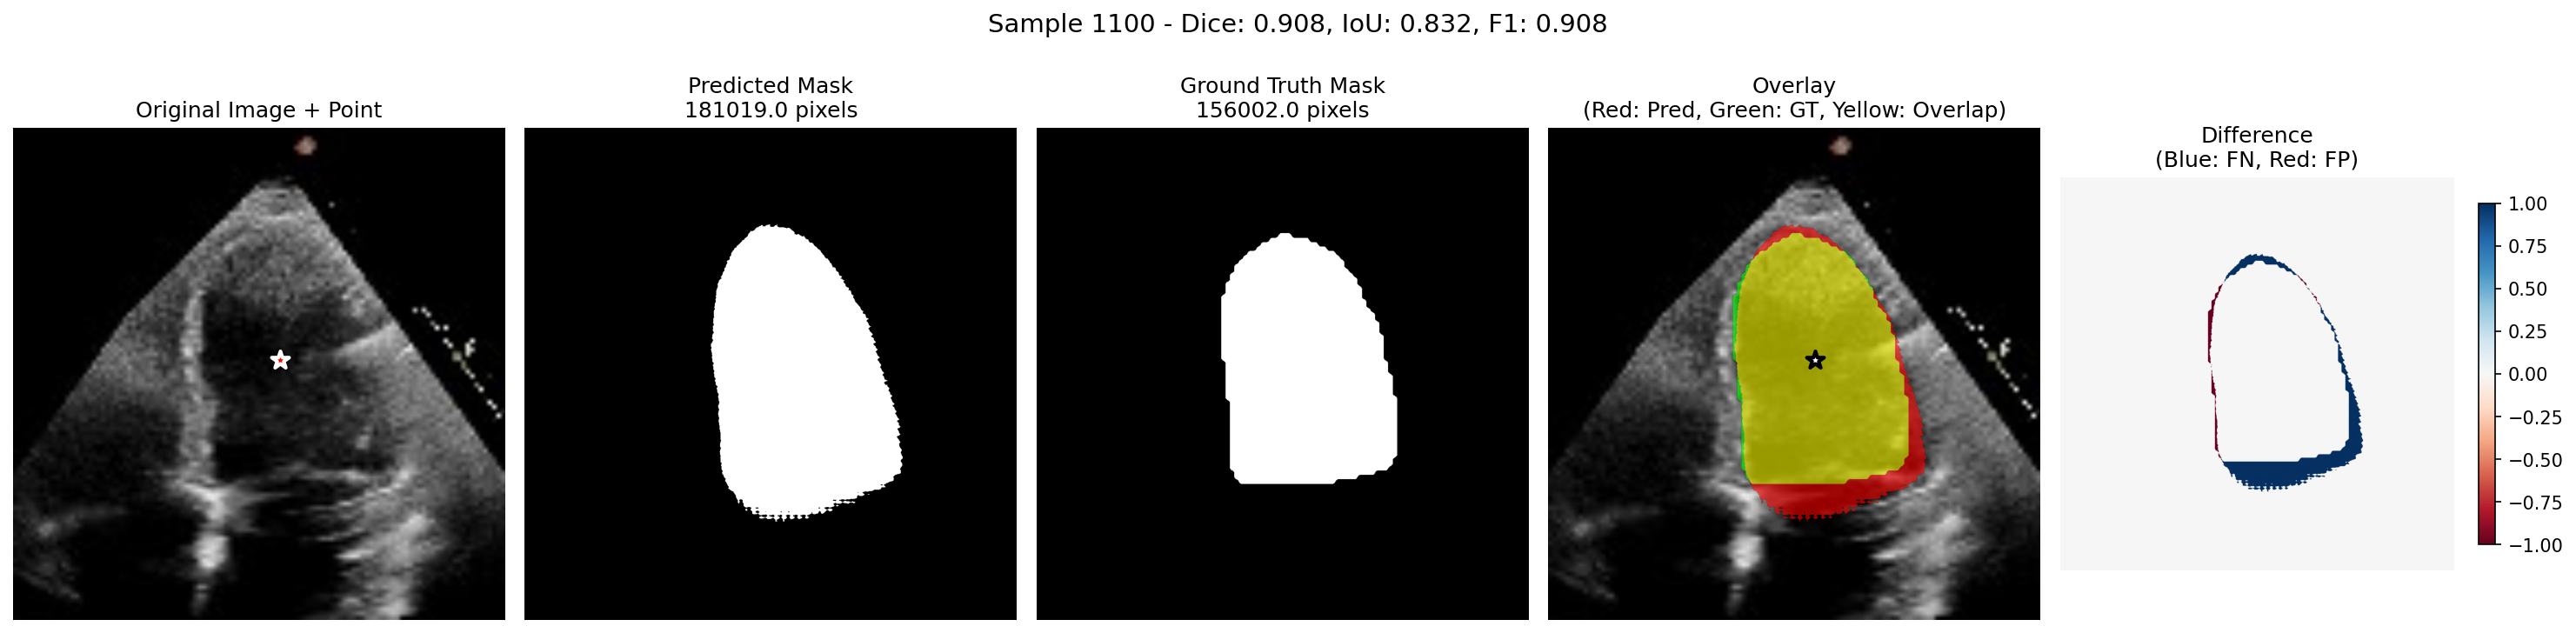 Sample 1100 - Dice: 0.908, IoU: 0.832, F1: 0.908
Original Image + Point
Predicted Mask
181019.0 pixels
Ground Truth Mask
156002.0 pixels
Overlay
(Red: Pred, Green: GT, Yellow: Overlap)
Difference
(Blue: FN, Red: FP)
1.00
0.75
0.50
0.25
0.00
−0.25
−0.50
−0.75
−1.00